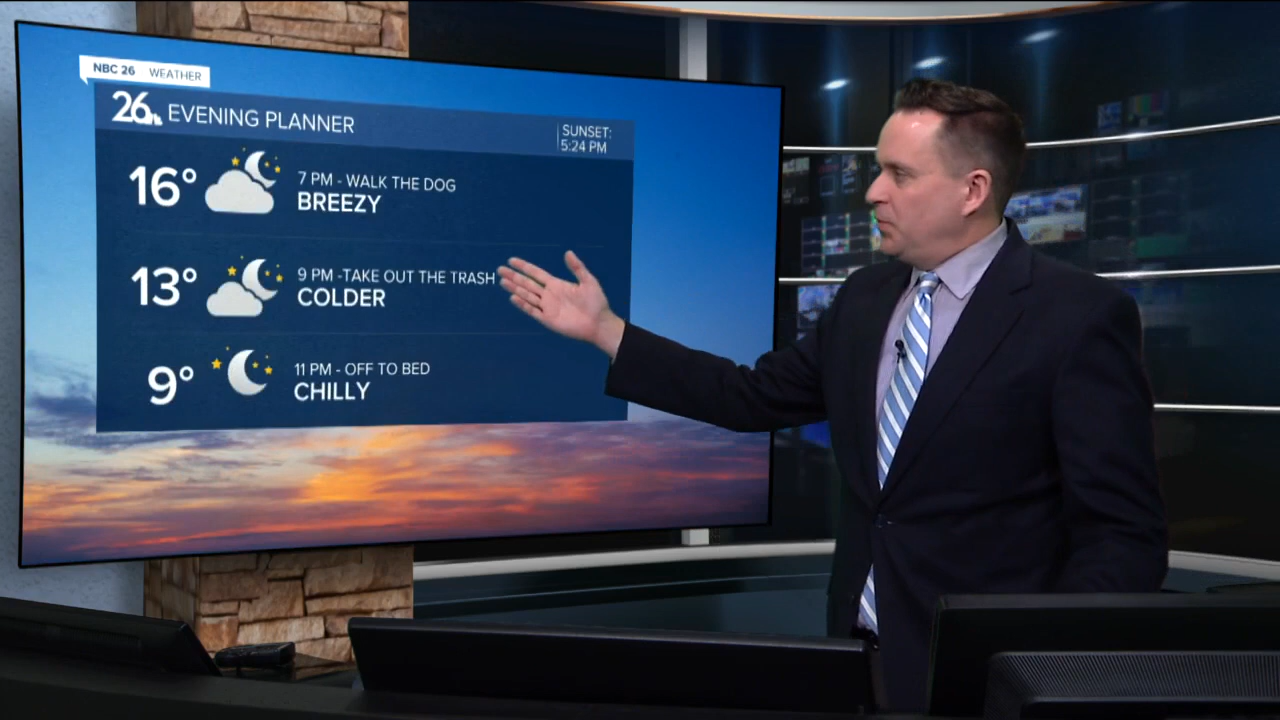 NBC 26 WEATHER
26 EVENING PLANNER
SUNSET:
5:24 PM
16°
7 PM - WALK THE DOG
BREEZY
13°
9 PM -TAKE OUT THE TRASH
COLDER
9°
11 PM - OFF TO BED
CHILLY